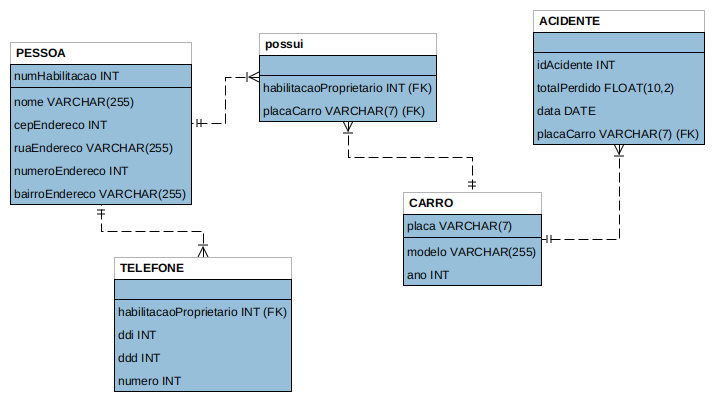 PESSOA
numHabilitacao INT
nome VARCHAR(255)
cepEndereco INT
ruaEndereco VARCHAR(255)
numeroEndereco INT
bairroEndereco VARCHAR(255)
possui
habilitacaoProprietario INT (FK)
placaCarro VARCHAR(7) (FK)
ACIDENTE
idAcidente INT
totalPerdido FLOAT(10,2)
data DATE
placaCarro VARCHAR(7) (FK)
CARRO
placa VARCHAR(7)
modelo VARCHAR(255)
ano INT
TELEFONE
habilitacaoProprietario INT (FK)
ddi INT
ddd INT
numero INT